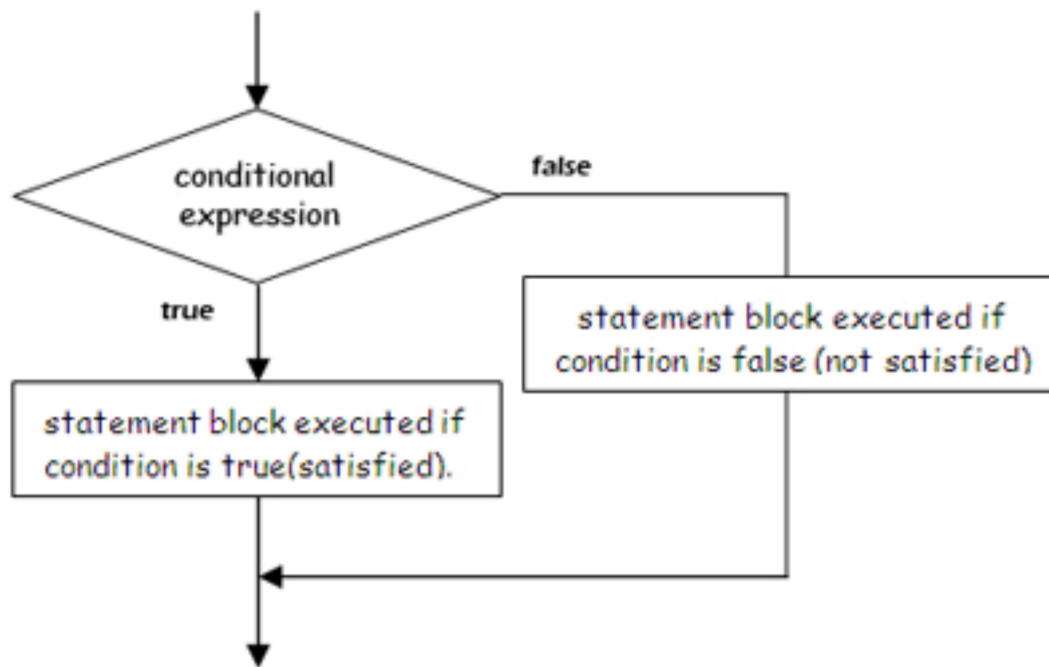 conditional
expression
false
true
statement block executed if
condition is false (not satisfied)
statement block executed if
condition is true(satisfied).